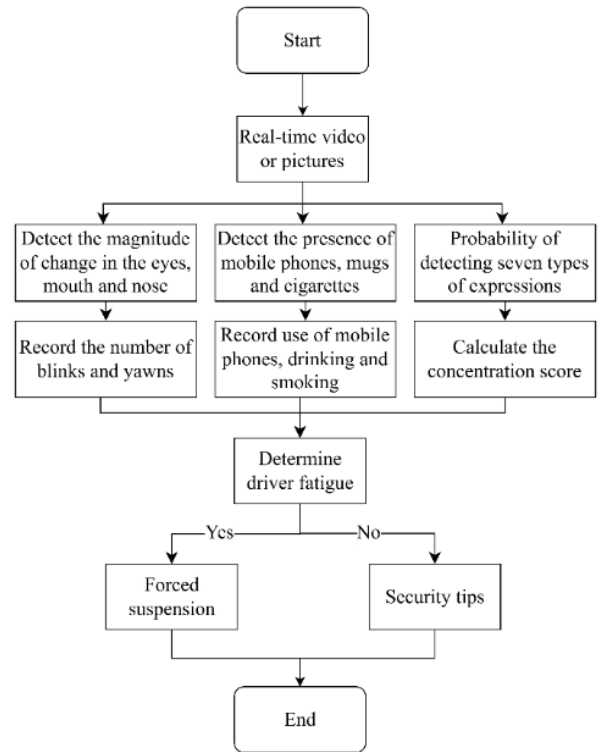 Start
Real-time video
or pictures
Detect the magnitude
of change in the eyes,
mouth and nose
Detect the presence of
mobile phones, mugs
and cigarettes
Probability of
detecting seven types
of expressions
Record the number of
blinks and yawns
Record use of mobile
phones, drinking and
smoking
Calculate the
concentration score
Determine
driver fatigue
Yes
No
Forced
suspension
Security tips
End